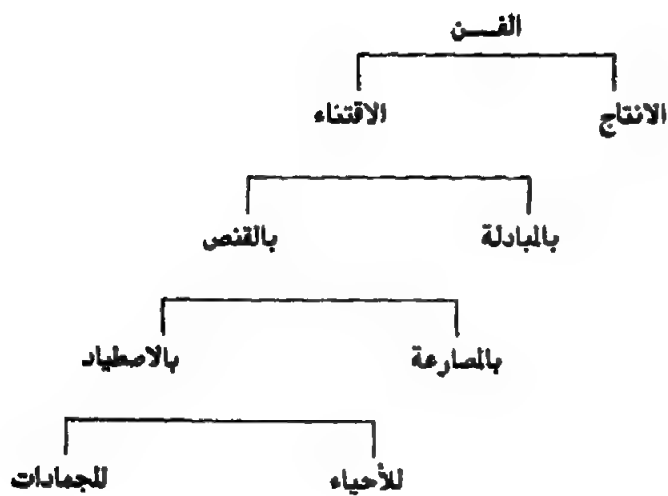 الفـــن
الانتاج الاقتناء
بالمبادلة بالقنص
بالمصارعة بالاصطياد
للأحياء للجمادات